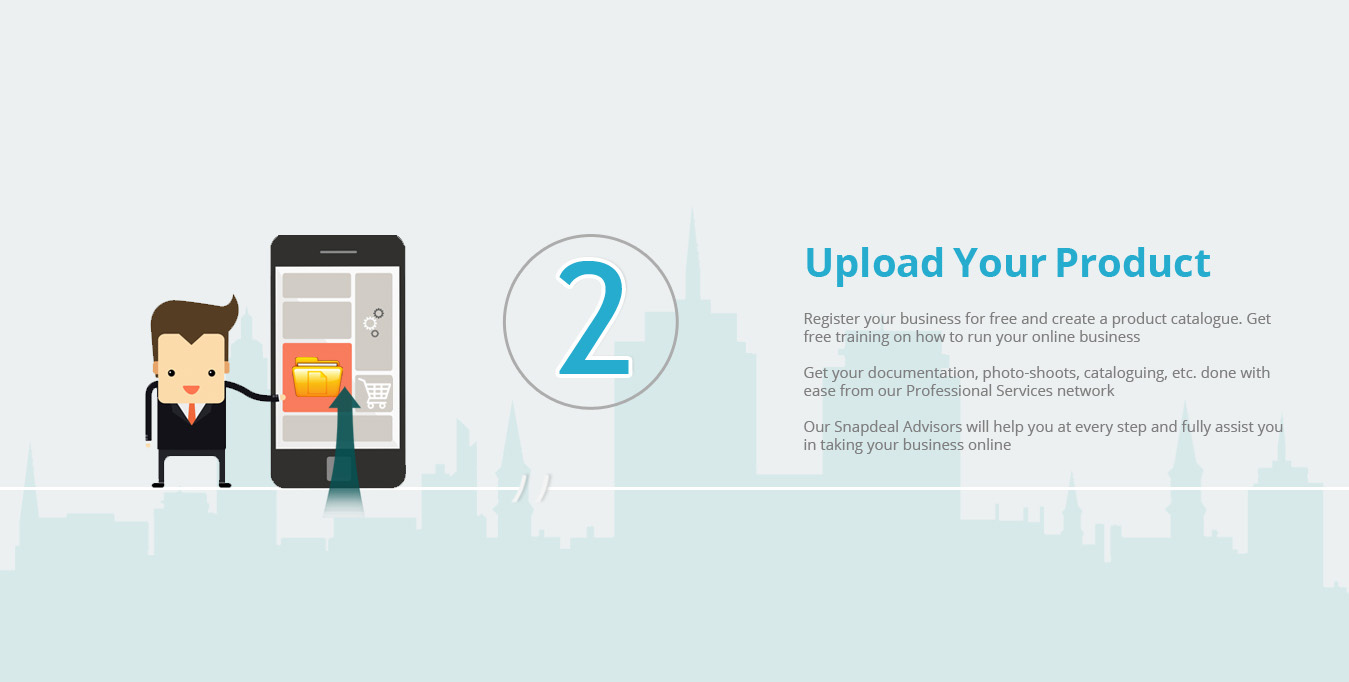 2
Upload Your Product
Register your business for free and create a product catalogue. Get
free training on how to run your online business
Get your documentation, photo-shoots, cataloguing, etc. done with
ease from our Professional Services network
Our Snapdeal Advisors will help you at every step and fully assist you
in taking your business online